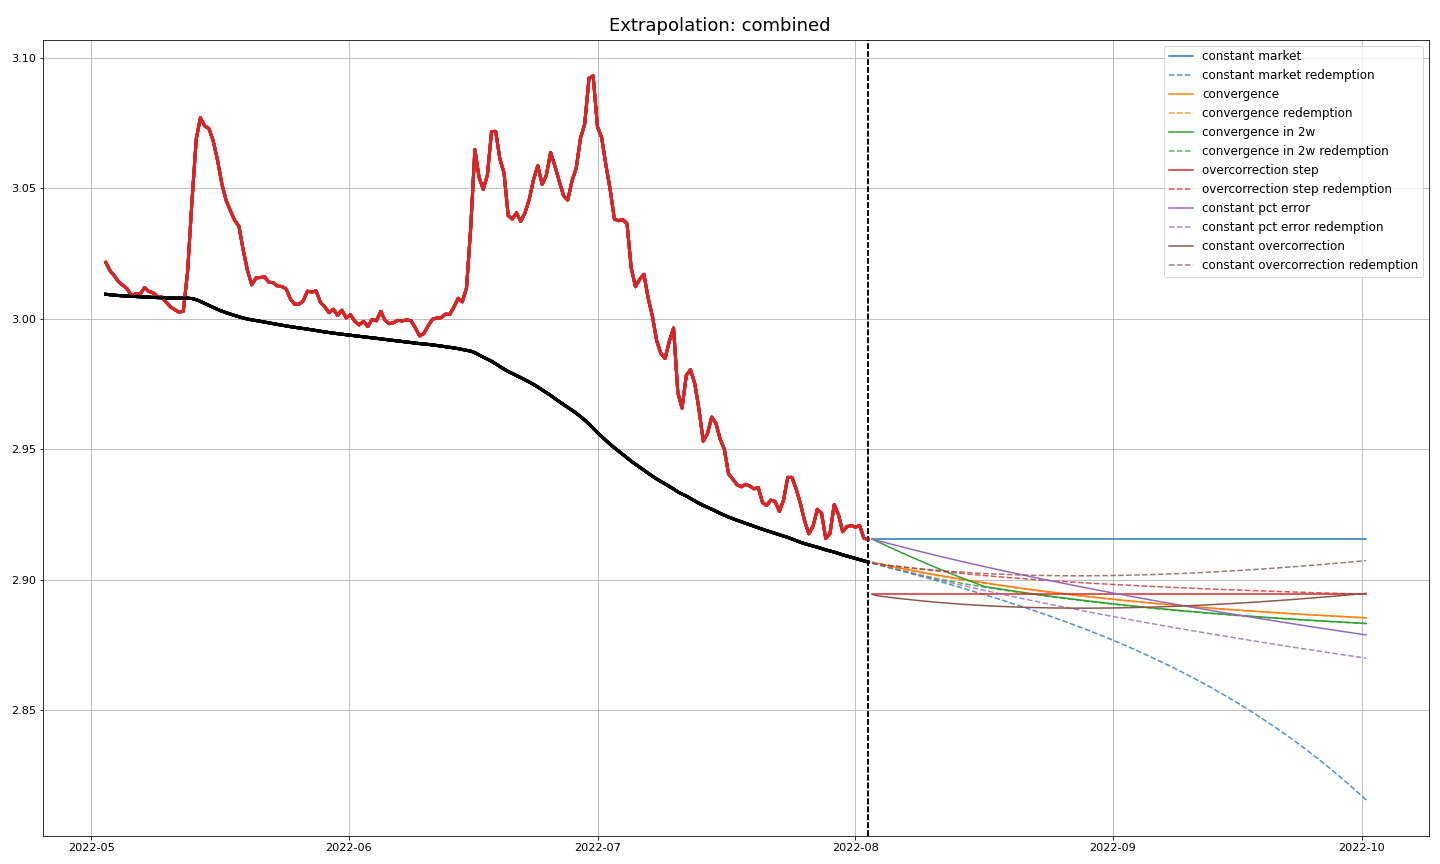 Extrapolation: combined
3.10
3.05
3.00
2.95
2.90
2.85
constant market
constant market redemption
convergence
convergence redemption
convergence in 2w
convergence in 2w redemption
overcorrection step
overcorrection step redemption
constant pct error
constant pct error redemption
constant overcorrection
constant overcorrection redemption
2022-05 2022-06 2022-07 2022-08 2022-09 2022-10